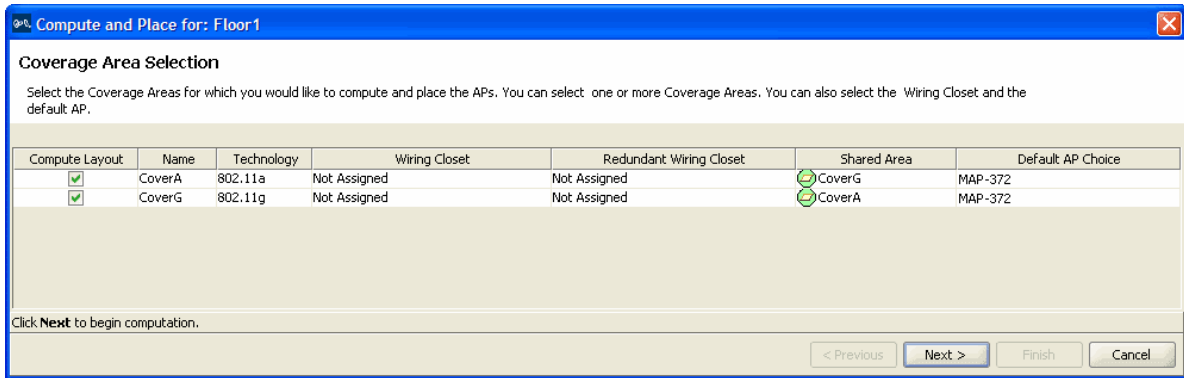 Compute and Place for: Floor1
Coverage Area Selection
Select the Coverage Areas for which you would like to compute and place the APs. You can select one or more Coverage Areas. You can also select the Wiring Closet and the
default AP.
Compute Layout Name Technology Wiring Closet Redundant Wiring Closet Shared Area Default AP Choice
CoverA 802.11a Not Assigned Not Assigned CoverG MAP-372
CoverG 802.11g Not Assigned Not Assigned CoverA MAP-372
Click Next to begin computation.
< Previous Next > Finish Cancel